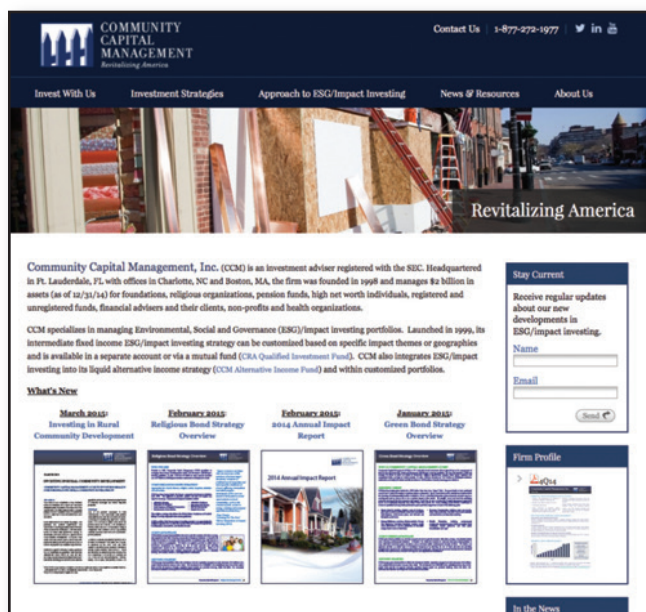 COMMUNITY
CAPITAL
MANAGEMENT
Revitalizing America
Contact Us
1-877-272-1977
Invest With Us
Investment Strategies
Approach to ESG/Impact Investing
News & Resources
About Us
Revitalizing America
Community Capital Management, Inc. (CCM) is an investment adviser registered with the SEC. Headquartered
in Ft. Lauderdale, FL with offices in Charlotte, NC and Boston, MA, the firm was founded in 1998 and manages $2 billion in
assets (as of 12/31/14) for foundations, religious organizations, pension funds, high net worth individuals, registered and
unregistered funds, financial advisers and their clients, non-profits and health organizations.
CCM specializes in managing Environmental, Social and Governance (ESG)/impact investing portfolios. Launched in 1999, its
intermediate fixed income ESG/impact investing strategy can be customized based on specific impact themes or geographies
and is available in a separate account or via a mutual fund (CRA Qualified Investment Fund). CCM also integrates ESG/impact
investing into its liquid alternative income strategy (CCM Alternative Income Fund) and within customized portfolios.
What's New
March 2015:
Investing in Rural
Community Development
February 2015:
Religious Bond Strategy
Overview
February 2015:
2014 Annual Impact
Report
January 2015:
Green Bond Strategy
Overview
2014 Annual Impact Report
Stay Current
Receive regular updates
about our new
developments in
ESG/impact investing.
Name
Email
Send
Firm Profile
4Q14
In the News